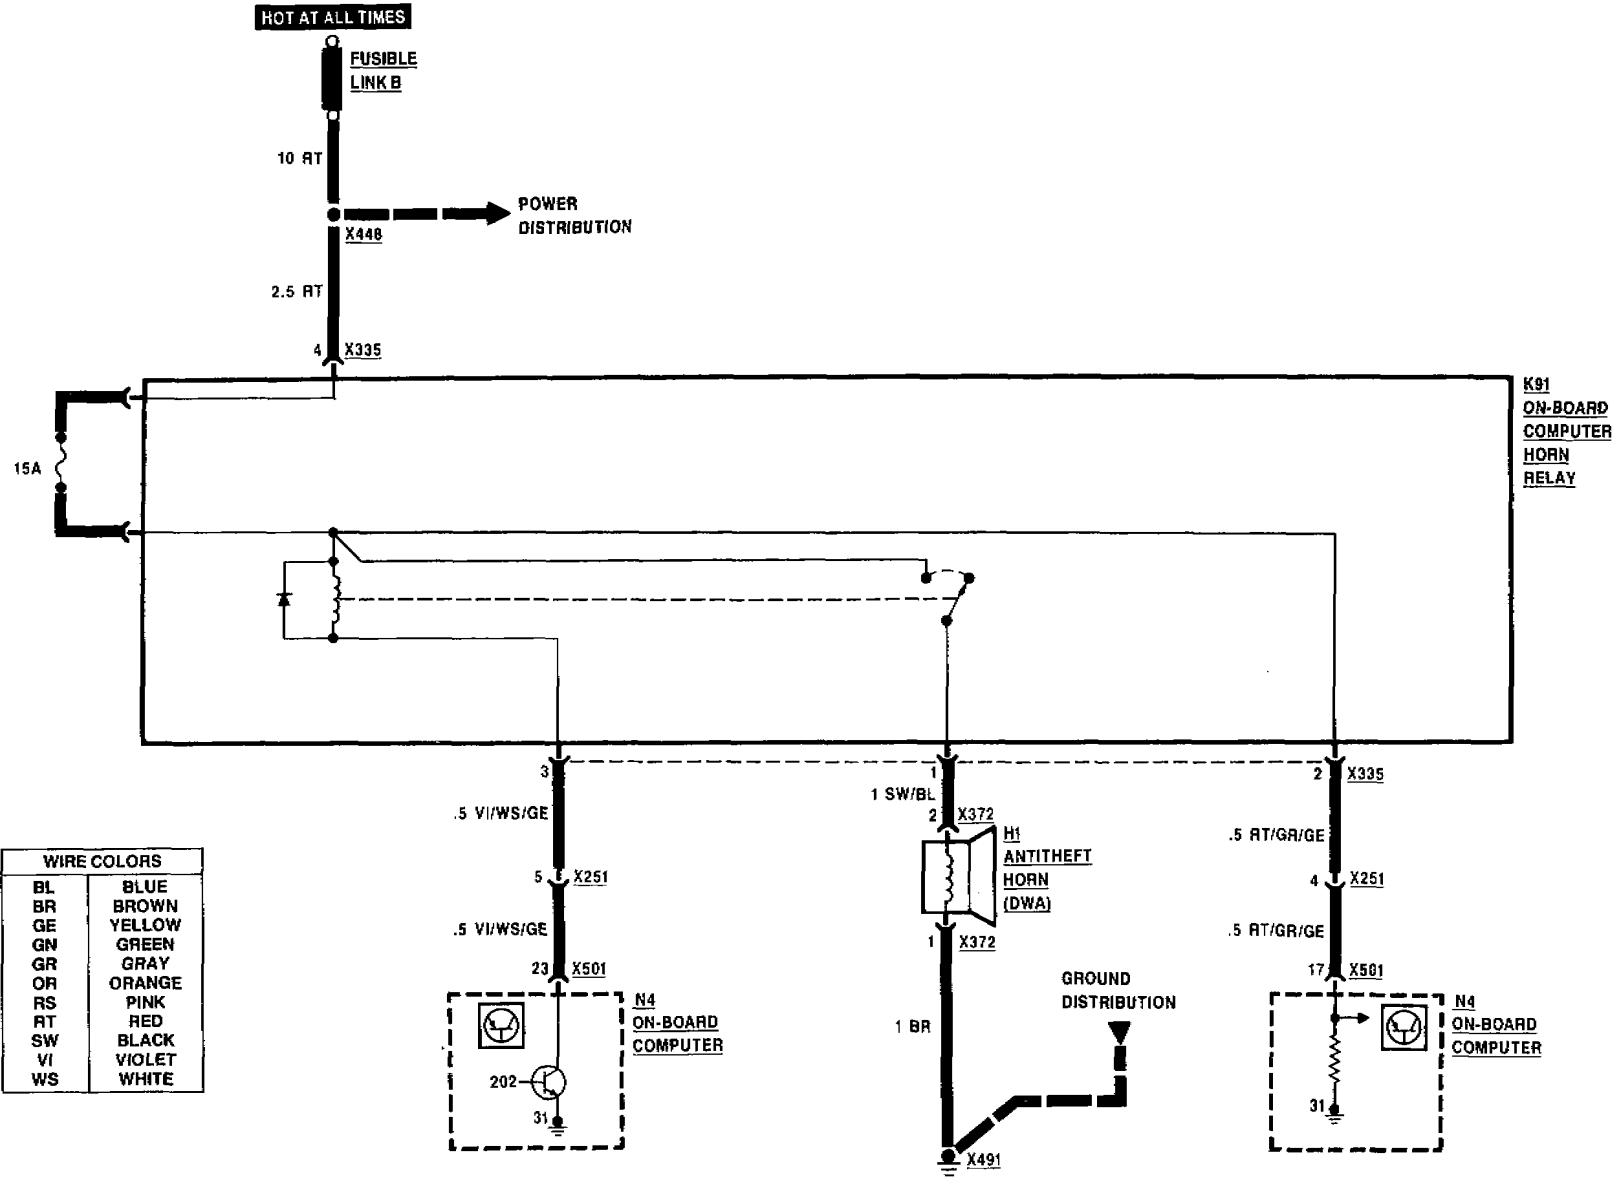 HOT AT ALL TIMES
FUSIBLE
LINK B
10 RT
POWER
DISTRIBUTION
X448
2.5 RT
4 X335
K91
ON-BOARD
COMPUTER
HORN
RELAY
15A
3
1
2 X335
1 SW/BL
.5 VI/WS/GE
2 X372
.5 RT/GR/GE
H1
ANTITHEFT
HORN
(DWA)
5 X251
4 X251
.5 VI/WS/GE
1 X372
.5 RT/GR/GE
23 X501
17 X501
GROUND
DISTRIBUTION
N4
ON-BOARD
COMPUTER
N4
ON-BOARD
COMPUTER
1 BR
202
31
31
X491
WIRE COLORS
BL BLUE
BR BROWN
GE YELLOW
GN GREEN
GR GRAY
OR ORANGE
RS PINK
RT RED
SW BLACK
VI VIOLET
WS WHITE